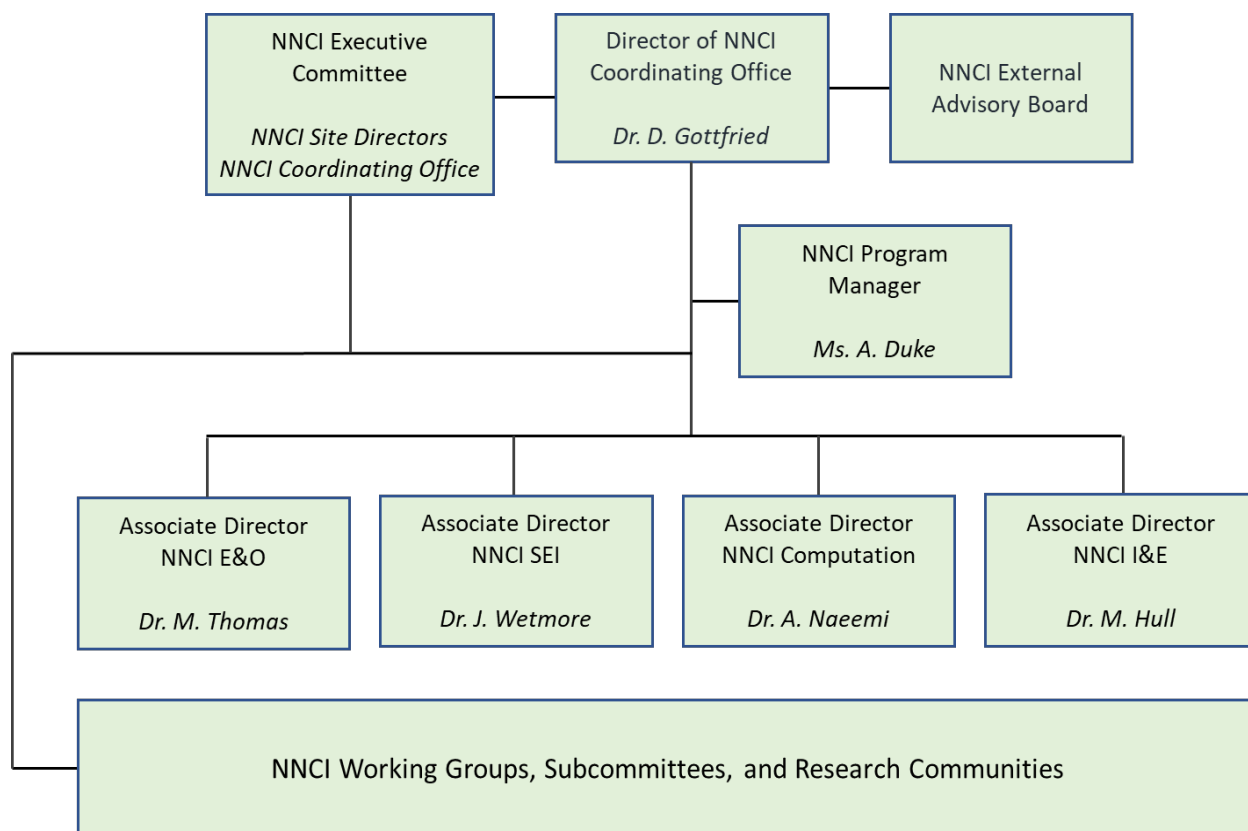 NNCI Executive
Committee
NNCI Site Directors
NNCI Coordinating Office
Director of NNCI
Coordinating Office
Dr. D. Gottfried
NNCI External
Advisory Board
NNCI Program
Manager
Ms. A. Duke
Associate Director
NNCI E&O
Dr. M. Thomas
Associate Director
NNCI SEI
Dr. J. Wetmore
Associate Director
NNCI Computation
Dr. A. Naeemi
Associate Director
NNCI I&E
Dr. M. Hull
NNCI Working Groups, Subcommittees, and Research Communities